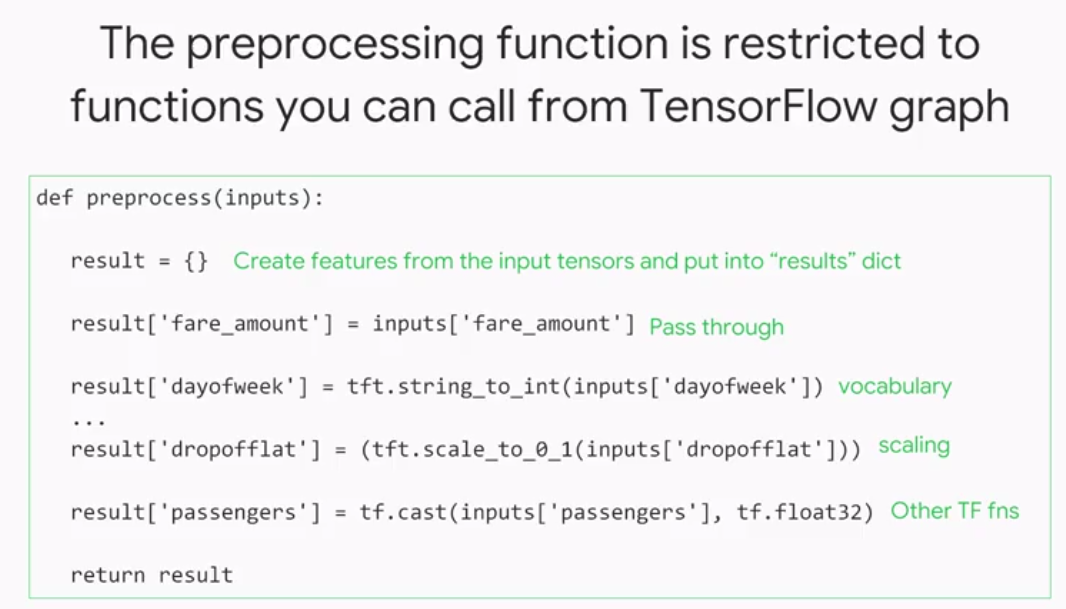 The preprocessing function is restricted to
functions you can call from TensorFlow graph
def preprocess(inputs):
result = {} Create features from the input tensors and put into “results” dict
result['fare_amount'] = inputs['fare_amount'] Pass through
result['dayofweek'] = tft.string_to_int(inputs['dayofweek']) vocabulary
...
result['dropofflat'] = (tft.scale_to_0_1(inputs['dropofflat'])) scaling
result['passengers'] = tf.cast(inputs['passengers'], tf.float32) Other TF fns
return result